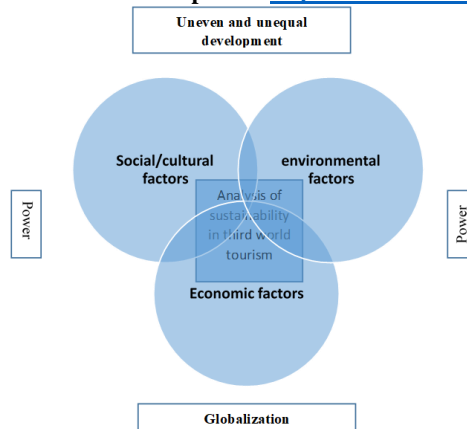 Uneven and unequal
development
Social/cultural
factors
environmental
factors
Analysis of
sustainability
in third world
tourism
Economic factors
Power
Power
Globalization